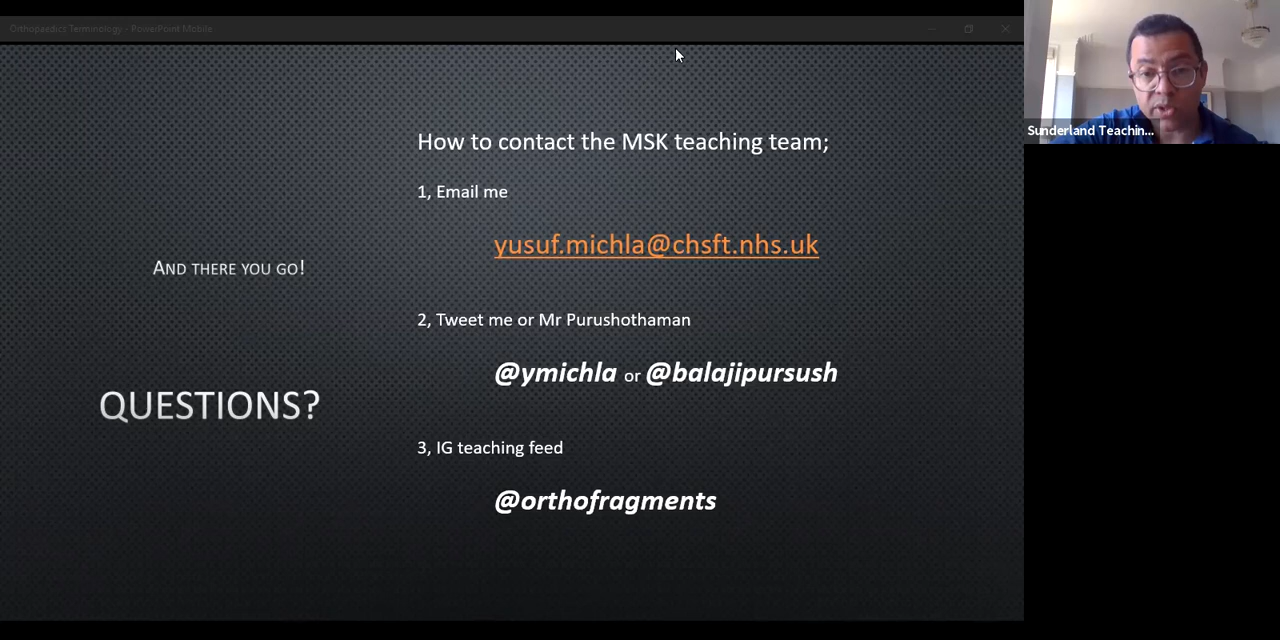 Orthopaedics Terminology - PowerPoint Mobile
Sunderland Teachin...
How to contact the MSK teaching team;
1, Email me
yusuf.michla@chsft.nhs.uk
AND THERE YOU GO!
2, Tweet me or Mr Purushothaman
@ymichla or @balajipursush
QUESTIONS?
3, IG teaching feed
@orthofragments